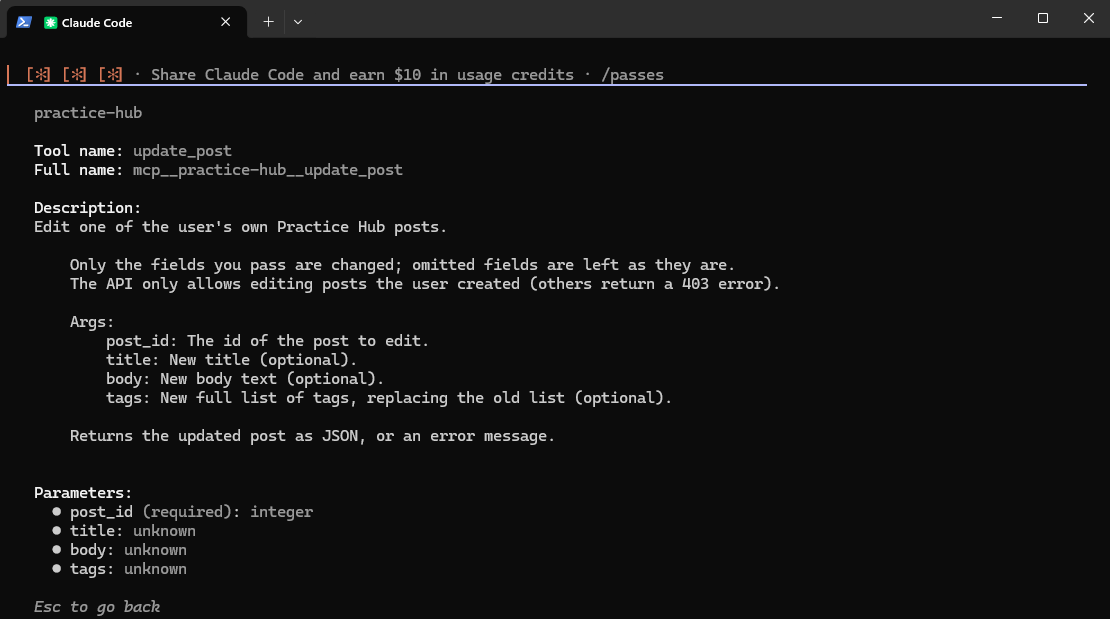 Claude Code
[✻] [✻] [✻] · Share Claude Code and earn $10 in usage credits · /passes
practice-hub
Tool name: update_post
Full name: mcp__practice-hub__update_post
Description:
Edit one of the user's own Practice Hub posts.
Only the fields you pass are changed; omitted fields are left as they are.
The API only allows editing posts the user created (others return a 403 error).
Args:
post_id: The id of the post to edit.
title: New title (optional).
body: New body text (optional).
tags: New full list of tags, replacing the old list (optional).
Returns the updated post as JSON, or an error message.
Parameters:
● post_id (required): integer
● title: unknown
● body: unknown
● tags: unknown
Esc to go back